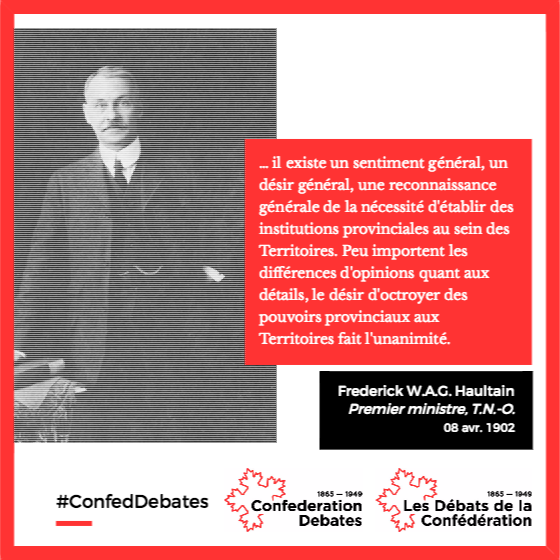 ... il existe un sentiment général, un
désir général, une reconnaissance
générale de la nécessité d'établir des
institutions provinciales au sein des
Territoires. Peu importent les
différences d'opinions quant aux
détails, le désir d'octroyer des
pouvoirs provinciaux aux
Territoires fait l'unanimité.
Frederick W.A.G. Haultain
Premier ministre, T.N.-O.
08 avr. 1902
#ConfedDebates
1865 — 1949
Confederation
Debates
1865 — 1949
Les Débats de la
Confédération